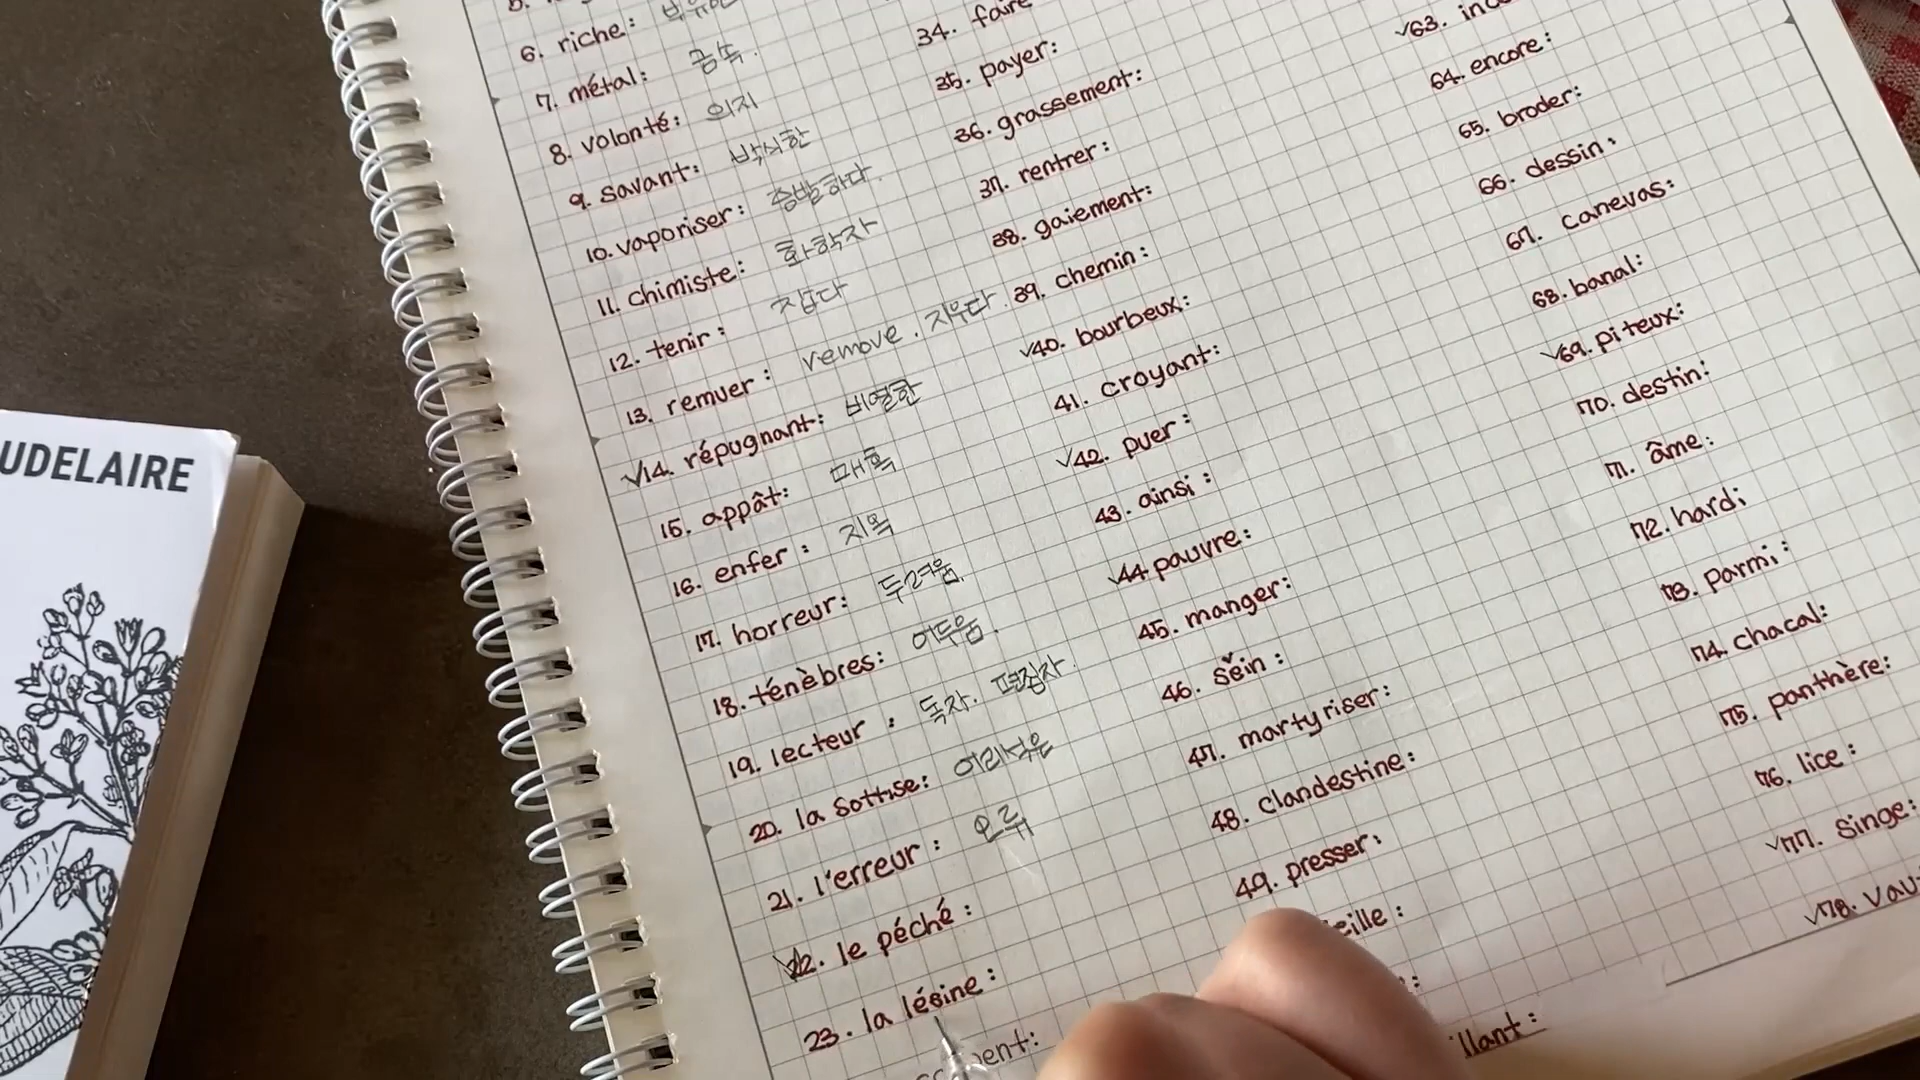 UDELAIRE
6. riche:
7. métal: 금속.
8. volonté: 의지
9. savant: 박식한
10. vaporiser: 증발하다.
11. chimiste: 화학자
12. tenir: 잡다
13. remuer: remove. 지우다.
√14. répugnant: 비열한
15. appât: 매혹
16. enfer: 지옥
17. horreur: 두려움.
18. ténèbres: 어두움.
19. lecteur: 독자. 편집자.
20. la sottise: 어리석은
21. l'erreur: 오류
√22. le péché:
23. la lésine:
34. faire
35. payer:
36. grassement:
37. rentrer:
38. gaiement:
39. chemin:
√40. bourbeux:
41. croyant:
√42. puer:
43. ainsi:
√44. pauvre:
45. manger:
46. sein:
47. martyriser:
48. clandestine:
49. presser:
eille:
llant:
√63.
64. encore:
65. broder:
66. dessin:
67. canevas:
68. banal:
√69. piteux:
70. destin:
71. âme:
72. hardi
73. parmi:
74. chacal:
75. panthère:
76. lice:
√77. singe:
√78.